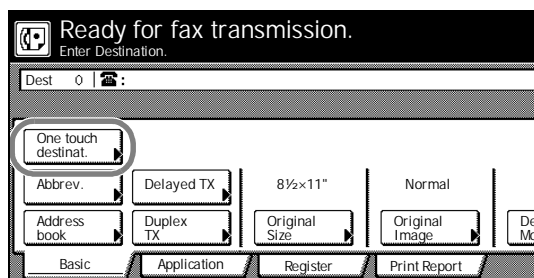 Ready for fax transmission.
Enter Destination.
Dest 0 ☎:
One touch
destinat.
Abbrev. Delayed TX 8½×11" Normal
Address
book
Duplex
TX
Original
Size
Original
Image
Basic Application Register Print Report